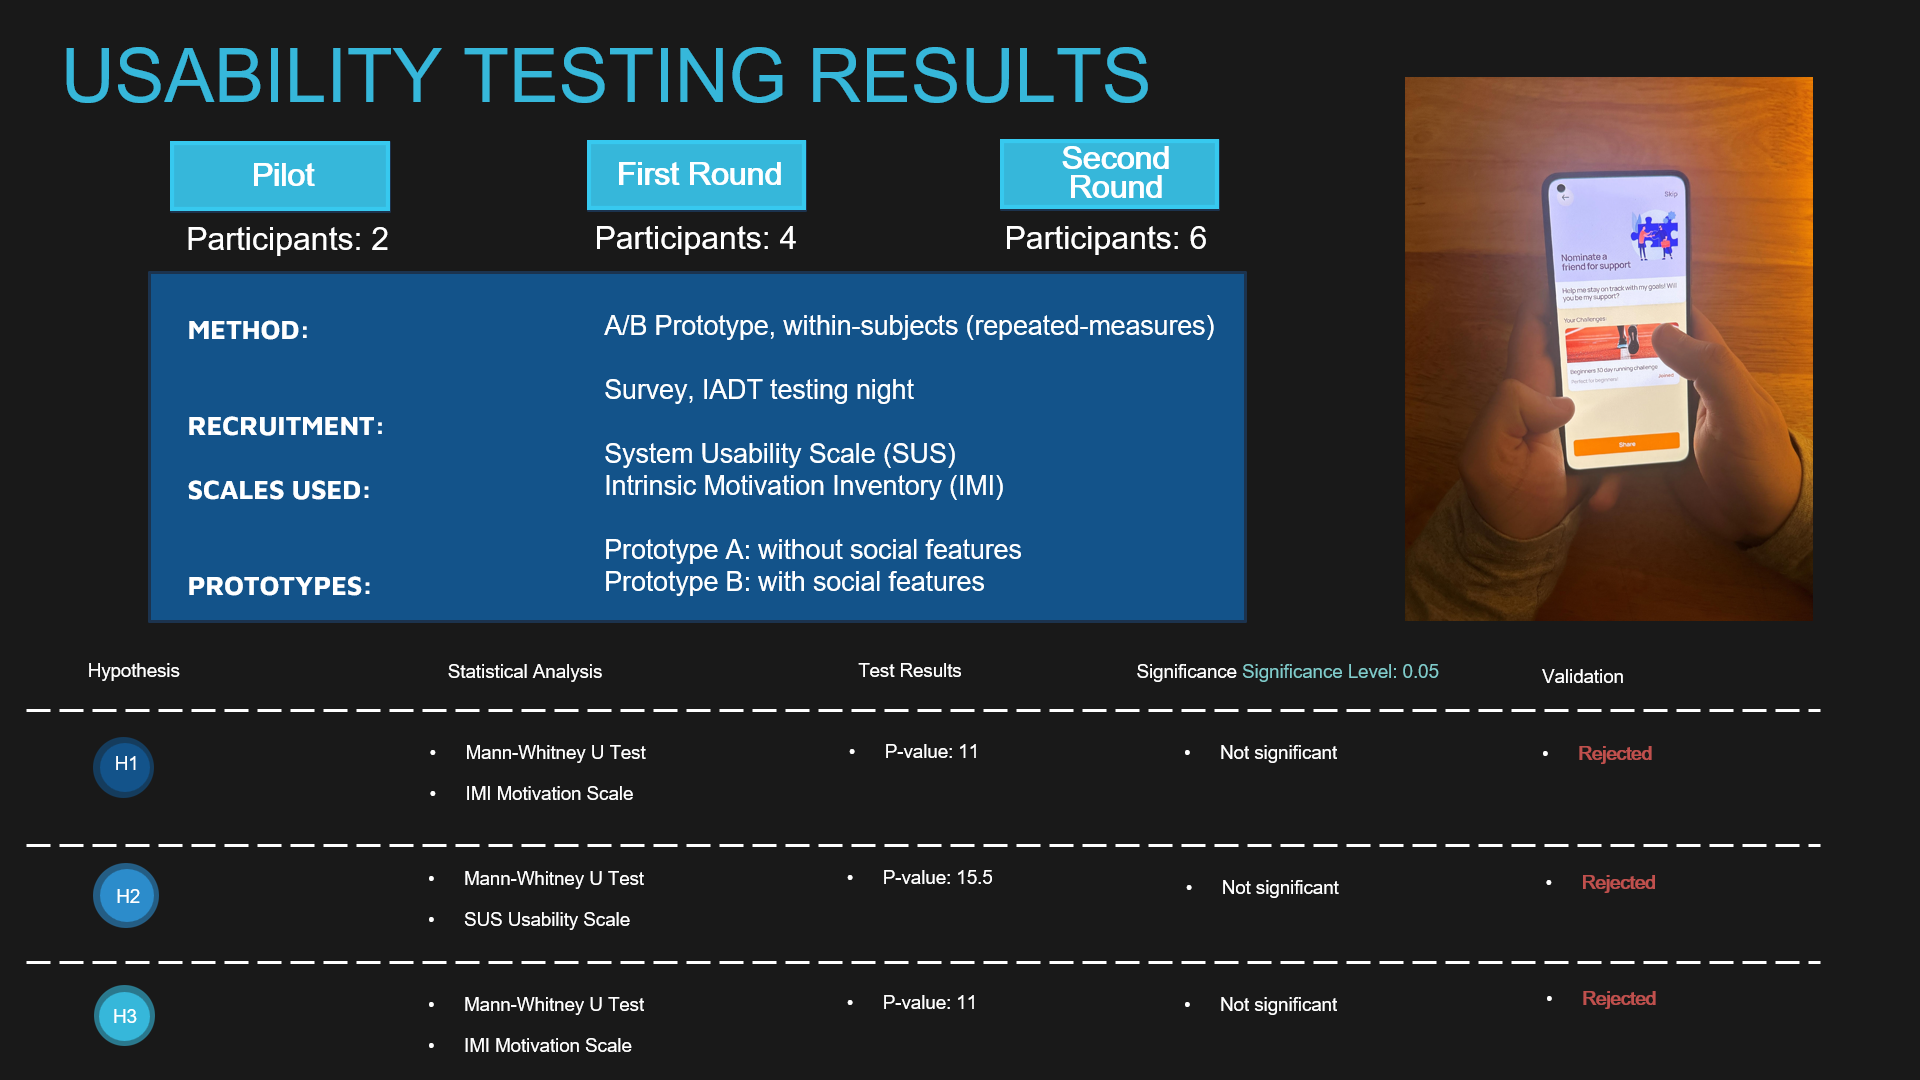 USABILITY TESTING RESULTS
Pilot
First Round
Second
Round
Participants: 2
Participants: 4
Participants: 6
METHOD:
A/B Prototype, within-subjects (repeated-measures)
RECRUITMENT:
Survey, IADT testing night
SCALES USED:
System Usability Scale (SUS)
Intrinsic Motivation Inventory (IMI)
PROTOTYPES:
Prototype A: without social features
Prototype B: with social features
Skip
Nominate a
friend for support
Help me stay on track with my goals! Will
you be my support?
Your Challenges
Beginners 30 day running challenge
Perfect for beginners!
Joined
Share
Hypothesis
Statistical Analysis
Test Results
Significance Significance Level: 0.05
Validation
H1
• Mann-Whitney U Test
• IMI Motivation Scale
• P-value: 11
• Not significant
• Rejected
H2
• Mann-Whitney U Test
• SUS Usability Scale
• P-value: 15.5
• Not significant
• Rejected
H3
• Mann-Whitney U Test
• IMI Motivation Scale
• P-value: 11
• Not significant
• Rejected